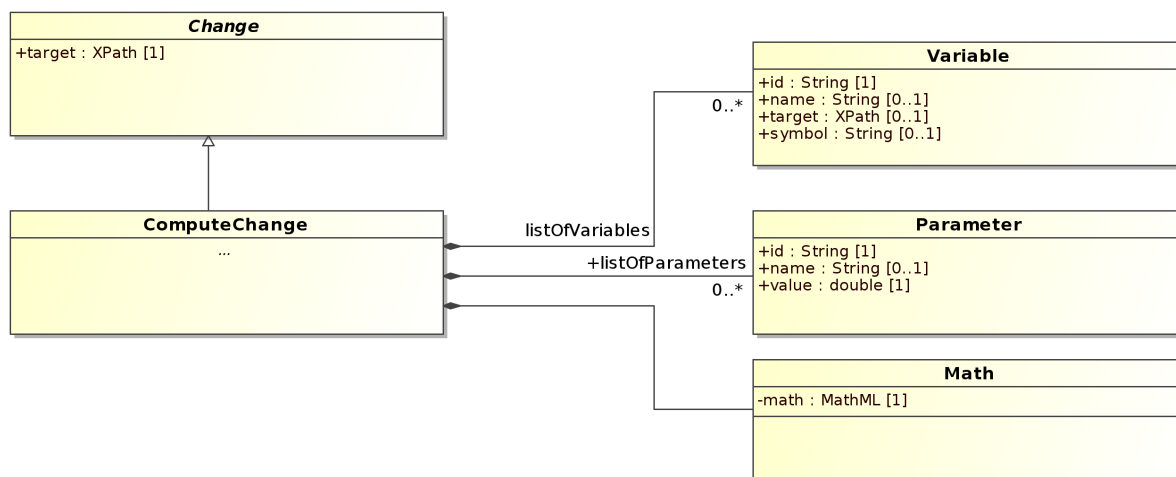 Change
+target : XPath [1]
Variable
+id : String [1]
+name : String [0..1]
+target : XPath [0..1]
+symbol : String [0..1]
0..*
ComputeChange
...
listOfVariables
+listOfParameters
0..*
Parameter
+id : String [1]
+name : String [0..1]
+value : double [1]
Math
-math : MathML [1]